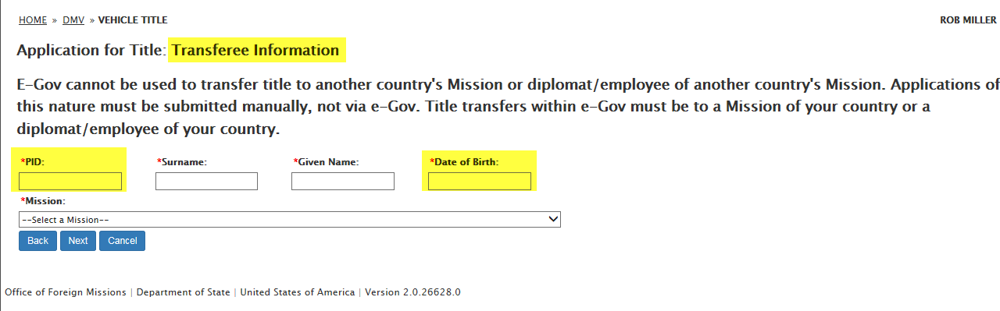 HOME » DMV » VEHICLE TITLE ROB MILLER
Application for Title: Transferee Information
E-Gov cannot be used to transfer title to another country's Mission or diplomat/employee of another country's Mission. Applications of
this nature must be submitted manually, not via e-Gov. Title transfers within e-Gov must be to a Mission of your country or a
diplomat/employee of your country.
*PID: *Surname: *Given Name: *Date of Birth:
*Mission:
--Select a Mission--
Back Next Cancel
Office of Foreign Missions | Department of State | United States of America | Version 2.0.26628.0